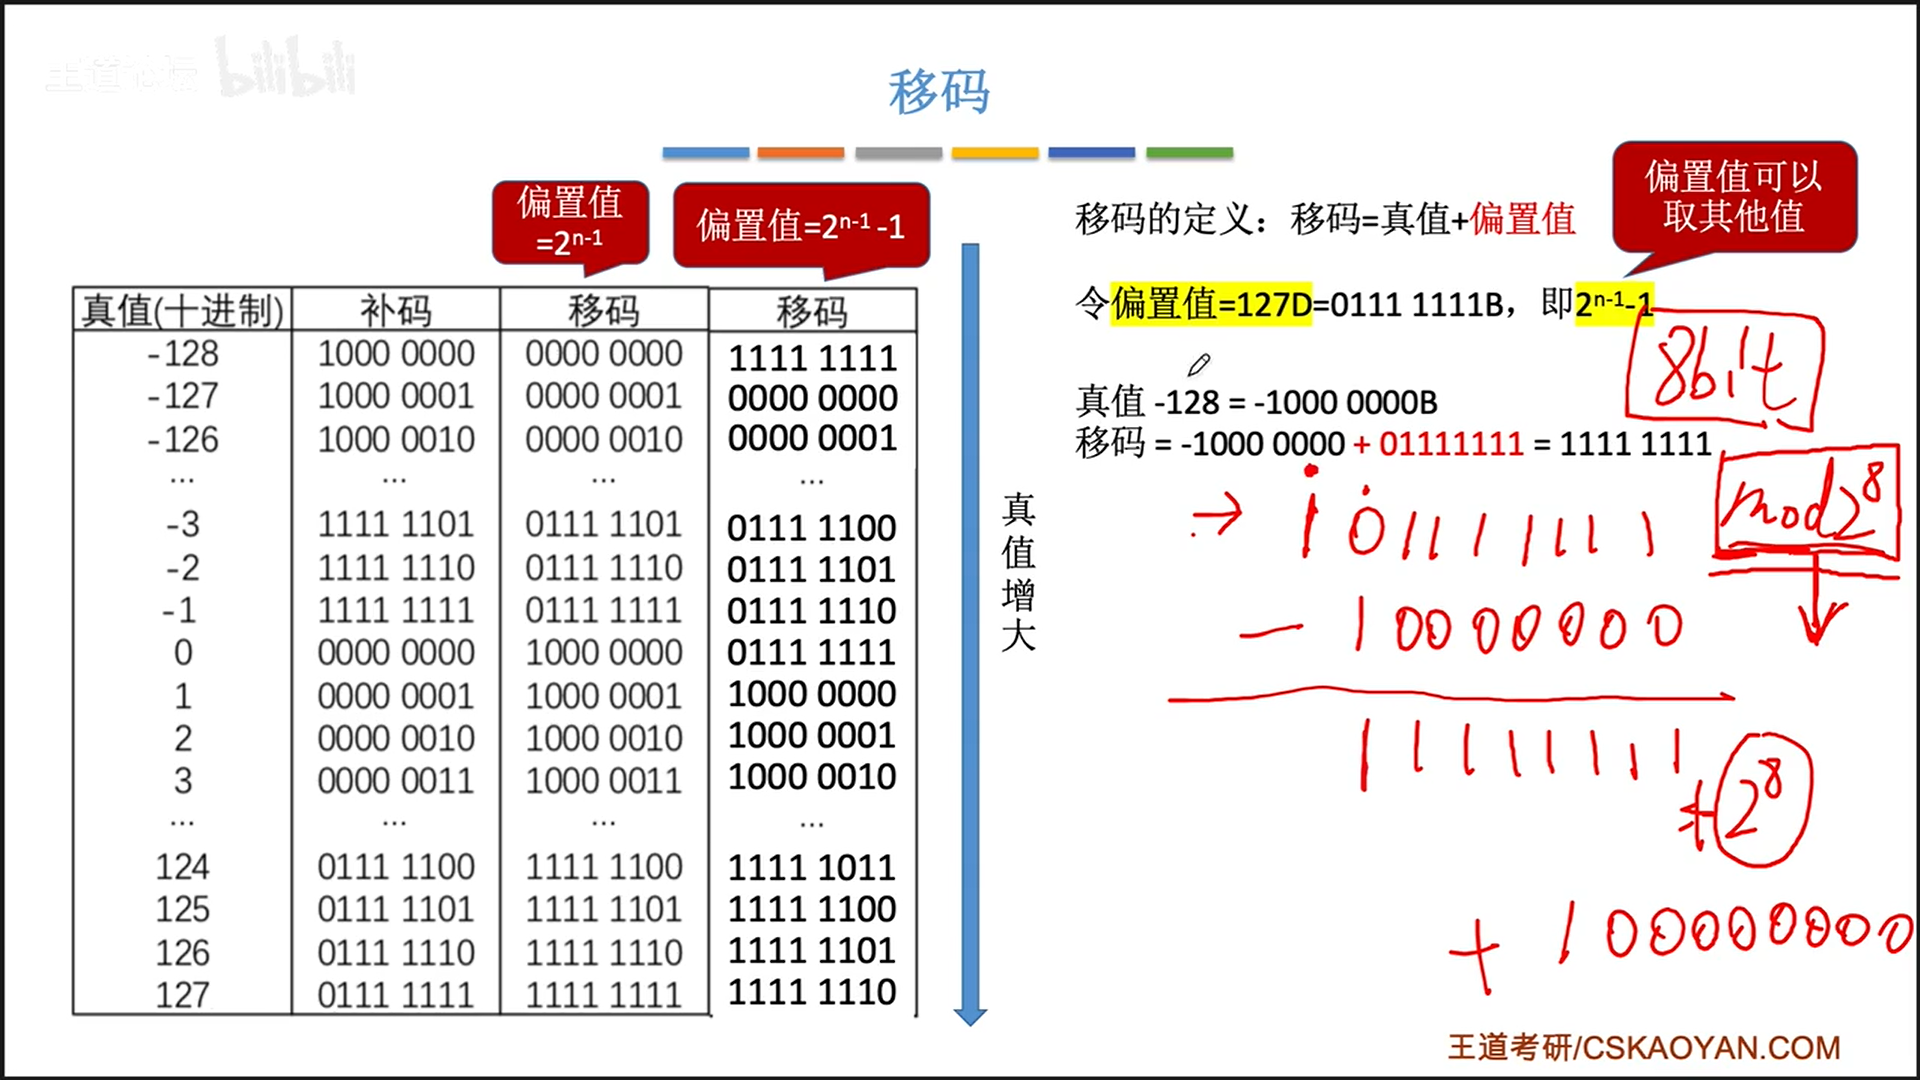 王道论坛 bilibili
移码
偏置值
=2ⁿ⁻¹
偏置值=2ⁿ⁻¹ -1
真值(十进制) 补码 移码 移码
-128 1000 0000 0000 0000 1111 1111
-127 1000 0001 0000 0001 0000 0000
-126 1000 0010 0000 0010 0000 0001
... ... ... ...
-3 1111 1101 0111 1101 0111 1100
-2 1111 1110 0111 1110 0111 1101
-1 1111 1111 0111 1111 0111 1110
0 0000 0000 1000 0000 0111 1111
1 0000 0001 1000 0001 1000 0000
2 0000 0010 1000 0010 1000 0001
3 0000 0011 1000 0011 1000 0010
... ... ... ...
124 0111 1100 1111 1100 1111 1011
125 0111 1101 1111 1101 1111 1100
126 0111 1110 1111 1110 1111 1101
127 0111 1111 1111 1111 1111 1110
真值增大
偏置值可以
取其他值
移码的定义：移码=真值+偏置值
令偏置值=127D=0111 1111B，即2ⁿ⁻¹-1
8bit
真值 -128 = -1000 0000B
移码 = -1000 0000 + 01111111 = 1111 1111
mod2⁸
→ 1 0 1 1 1 1 1 1 1
- 1 0 0 0 0 0 0 0
1 1 1 1 1 1 1 1
+2⁸
+ 1 0 0 0 0 0 0 0 0
王道考研/CSKAOYAN.COM